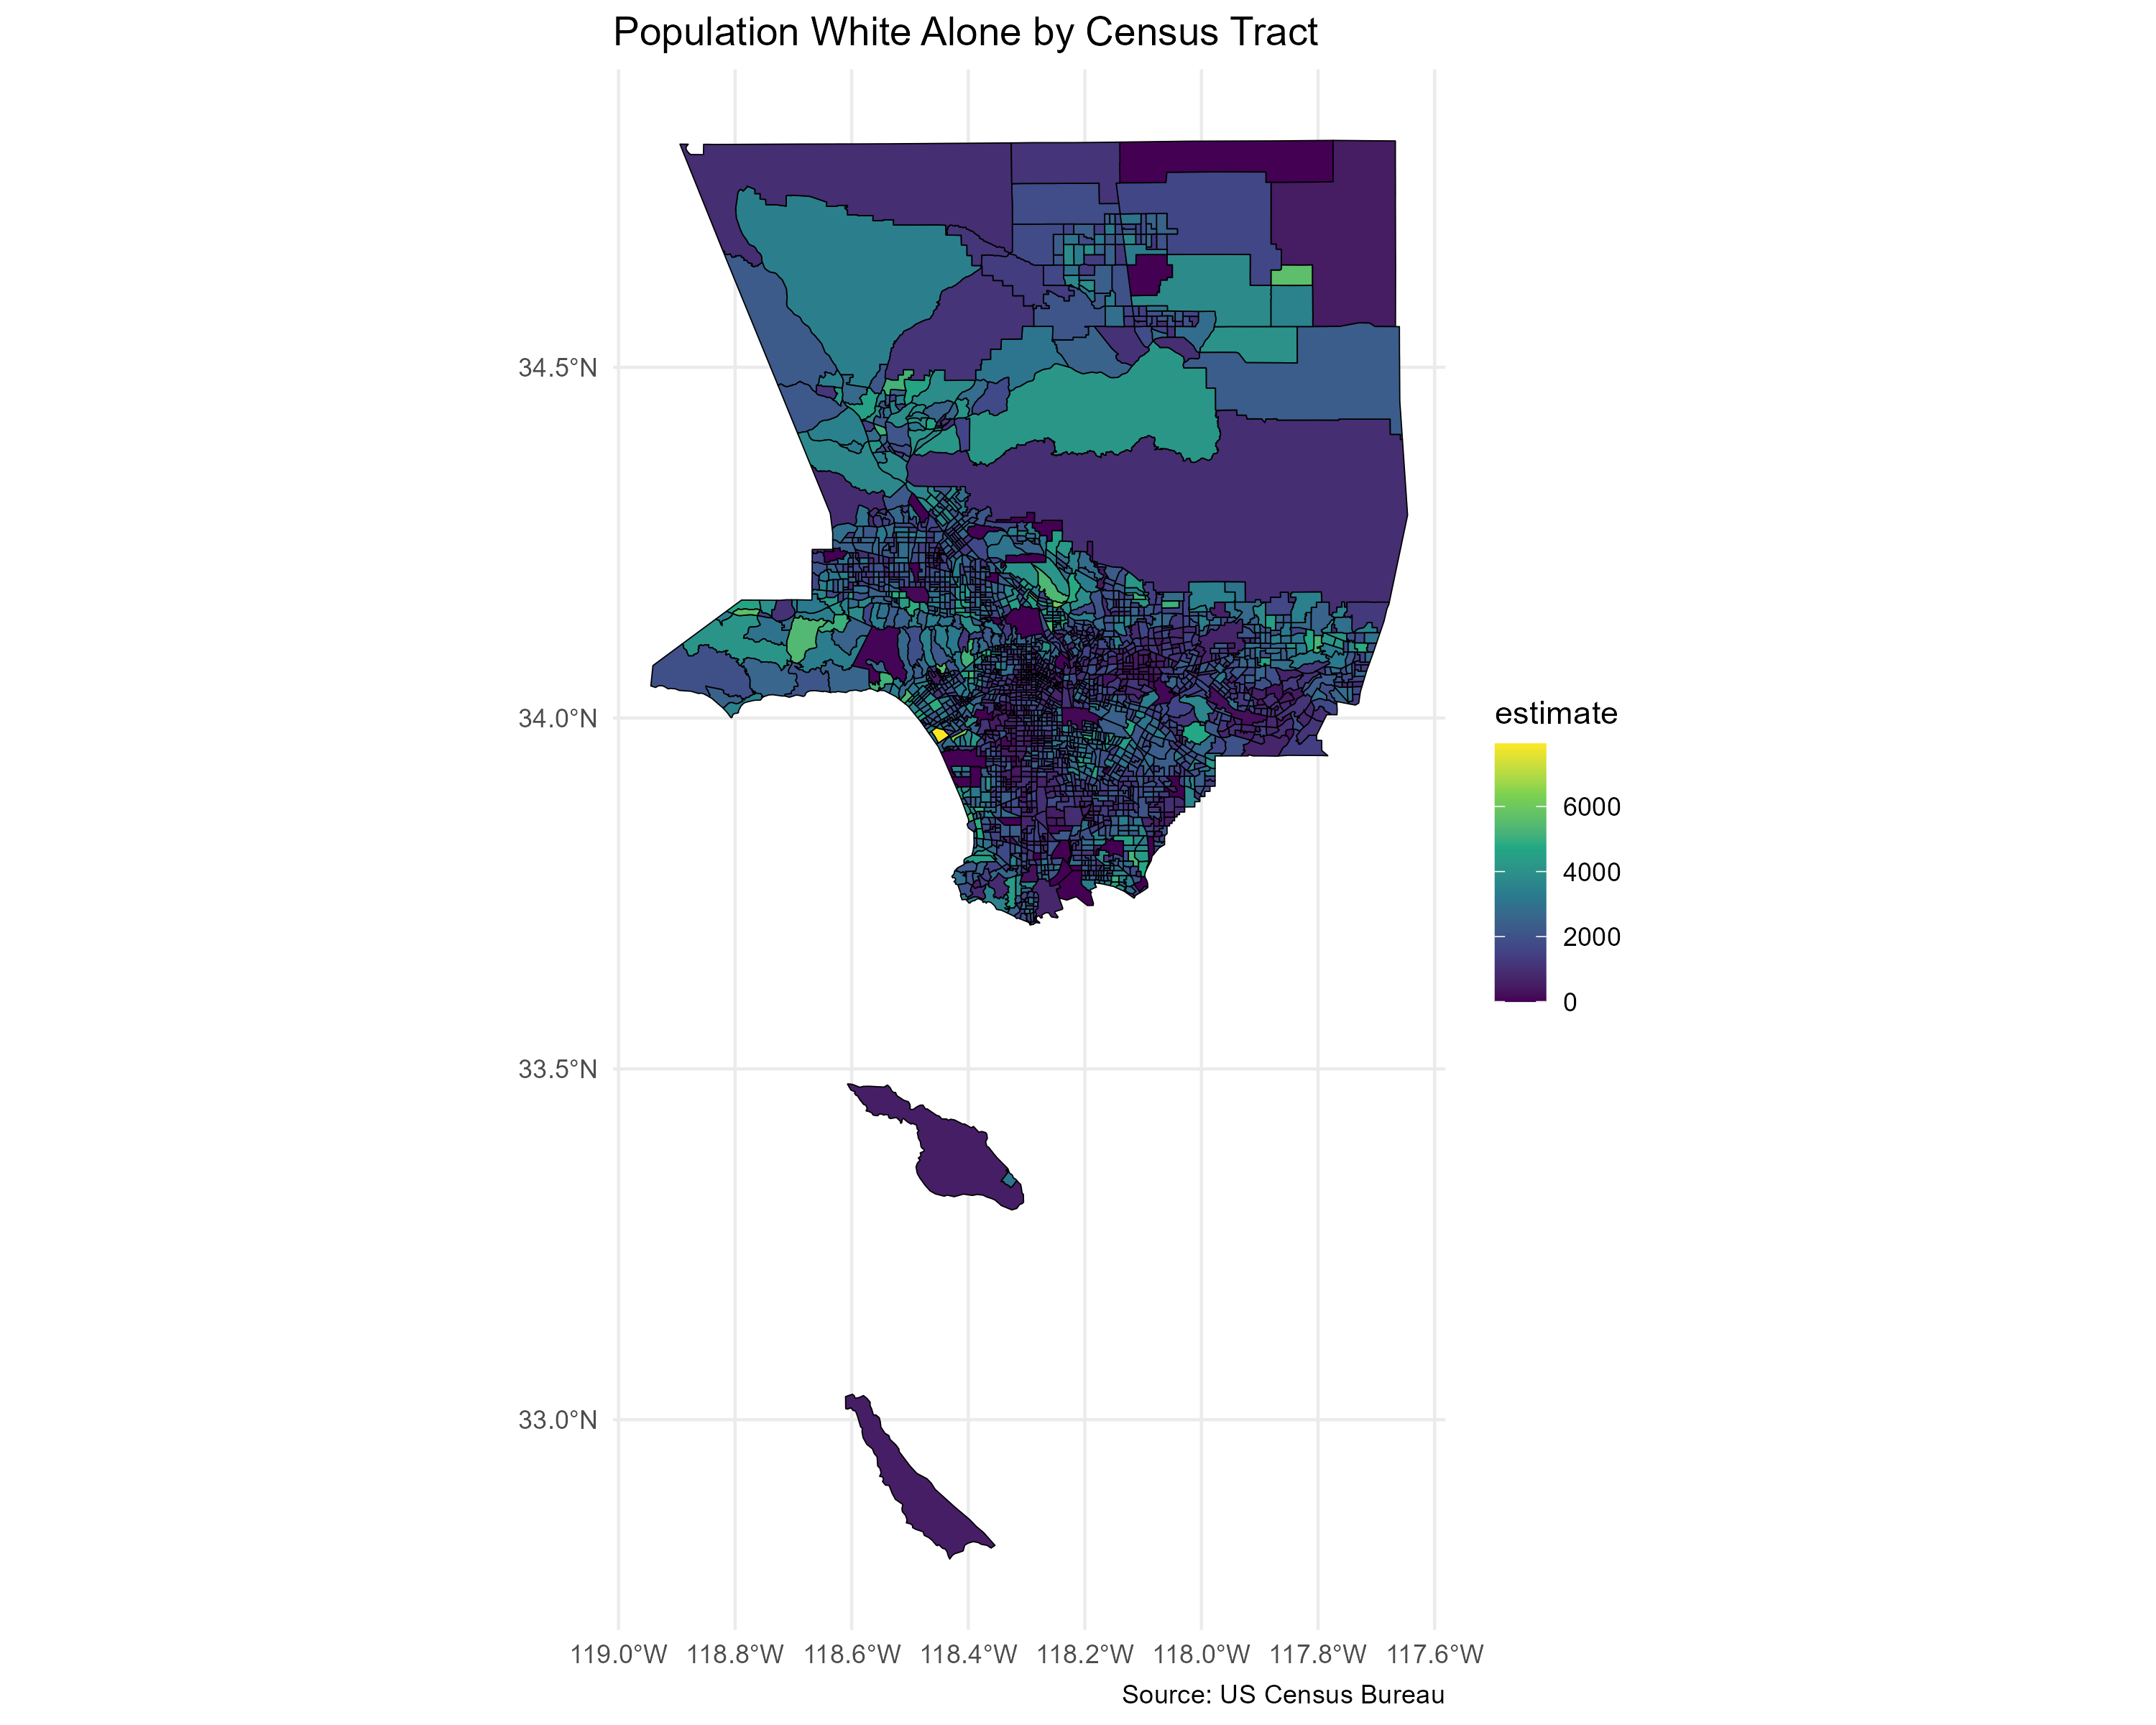 Population White Alone by Census Tract
34.5°N
34.0°N
33.5°N
33.0°N
estimate
6000
4000
2000
0
119.0°W 118.8°W 118.6°W 118.4°W 118.2°W 118.0°W 117.8°W 117.6°W
Source: US Census Bureau